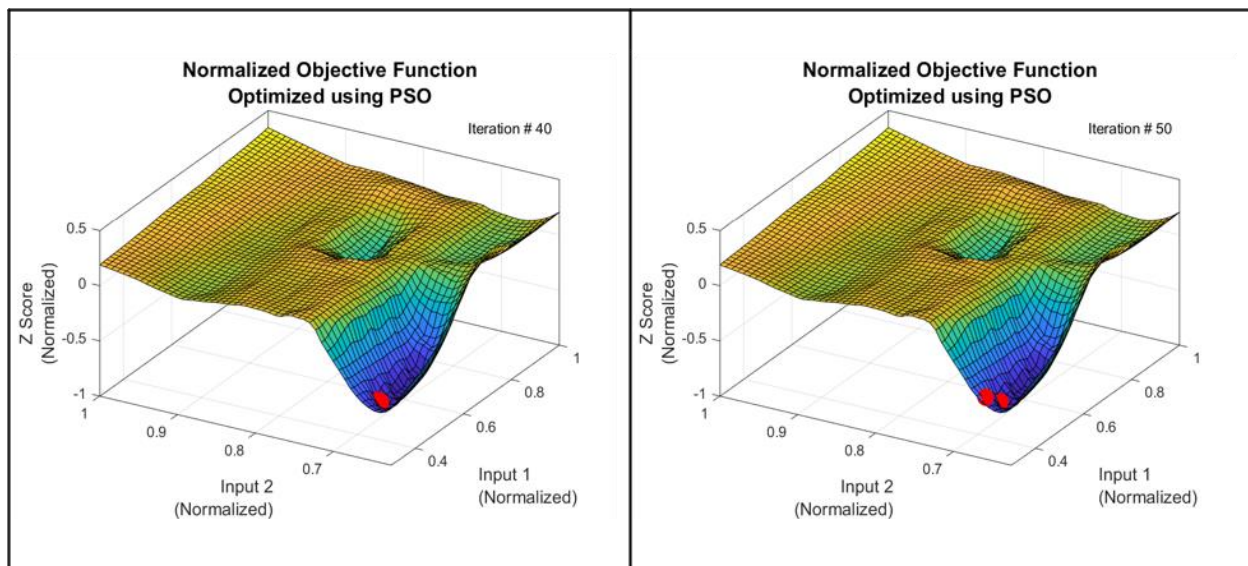 Normalized Objective Function
Optimized using PSO
Iteration # 40
0.5
0
-0.5
-1
Z Score
(Normalized)
1
0.9
0.8
0.7
Input 2
(Normalized)
0.4
0.6
0.8
1
Input 1
(Normalized)
Normalized Objective Function
Optimized using PSO
Iteration # 50
0.5
0
-0.5
-1
Z Score
(Normalized)
1
0.9
0.8
0.7
Input 2
(Normalized)
0.4
0.6
0.8
1
Input 1
(Normalized)